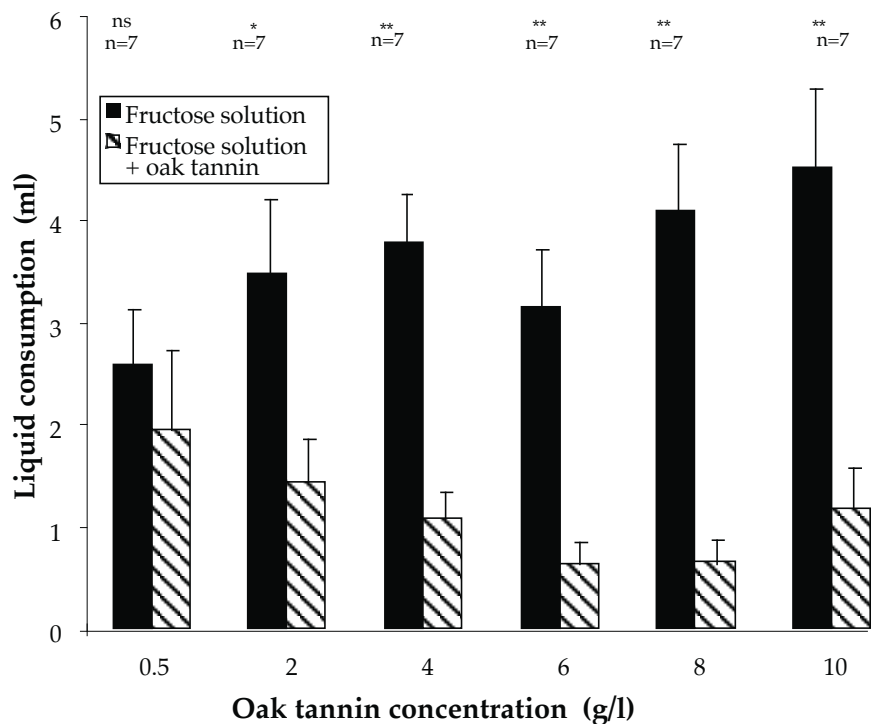 6
ns
n=7
*
n=7
**
n=7
**
n=7
**
n=7
**
n=7
Fructose solution
Fructose solution
+ oak tannin
5
4
3
2
1
0
Liquid consumption (ml)
0.5 2 4 6 8 10
Oak tannin concentration (g/l)